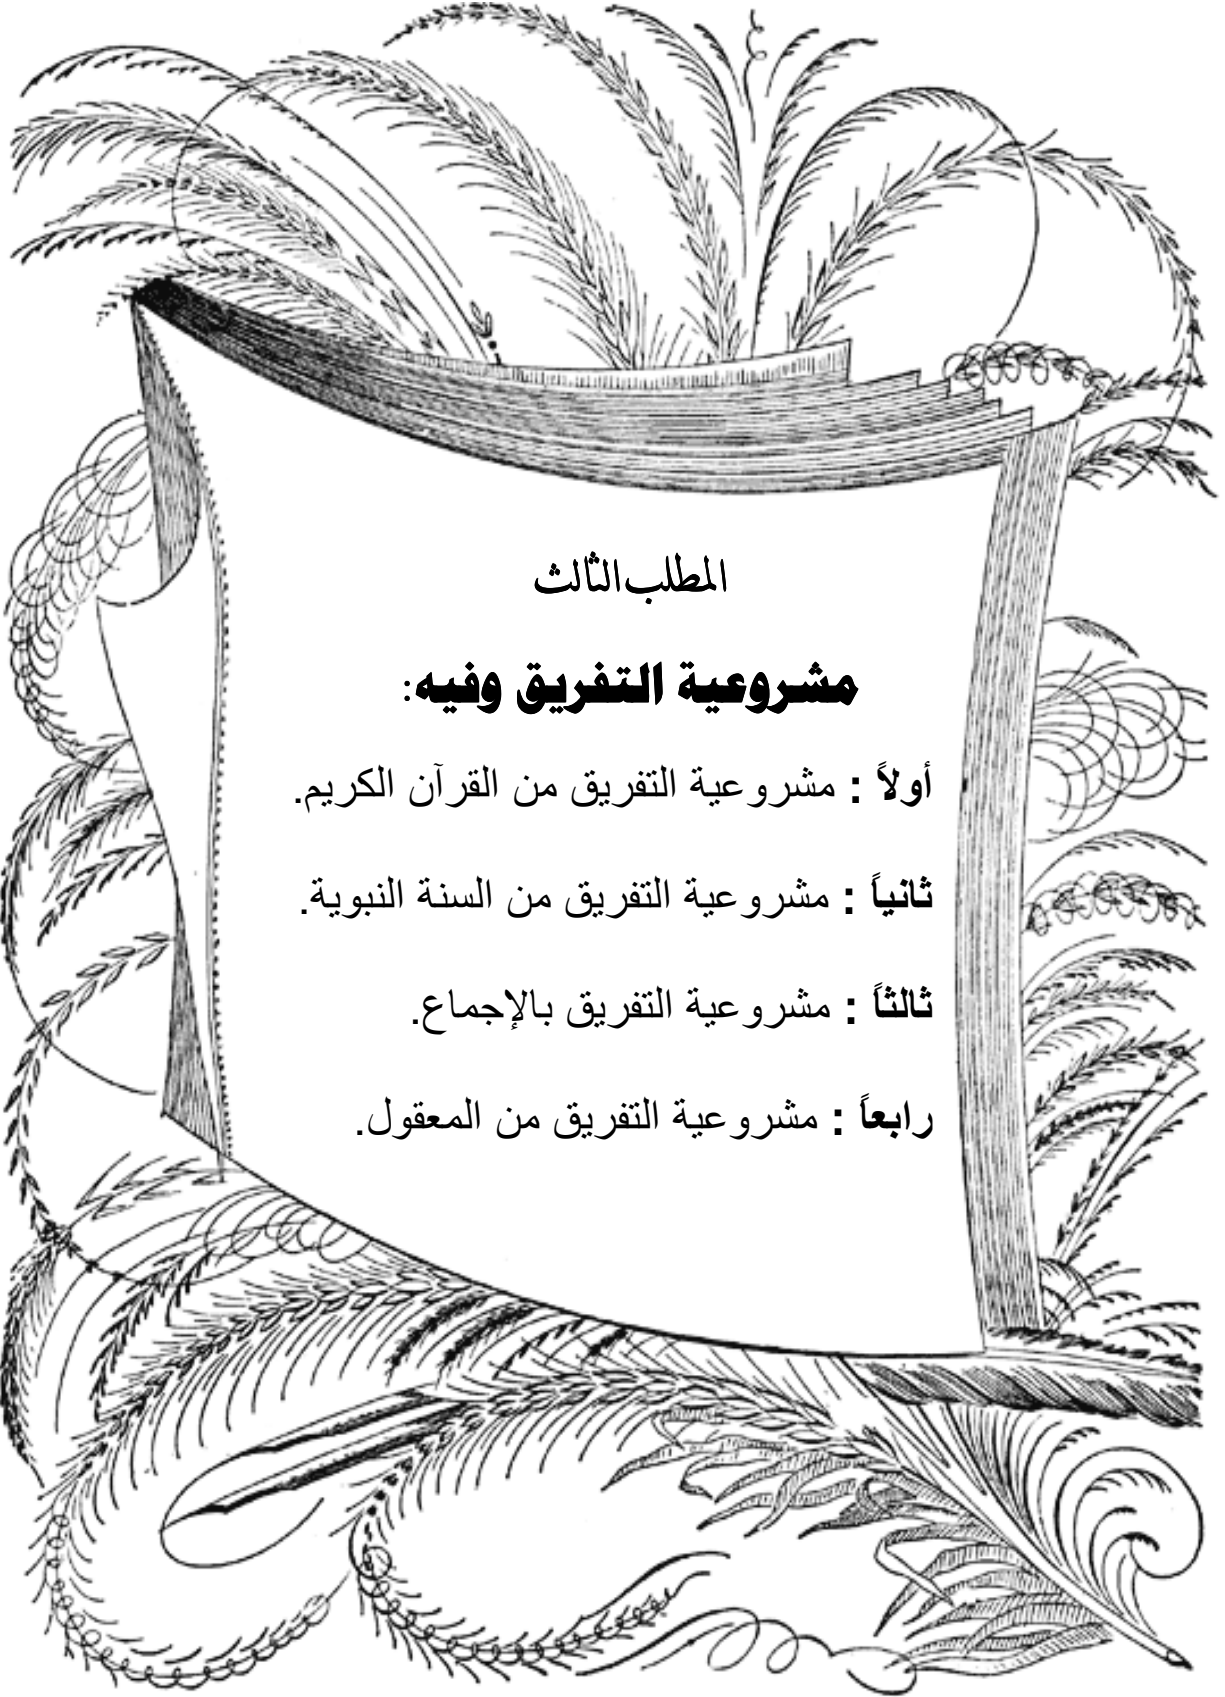 المطلب الثالث
مشروعية التفريق وفيه:
أولاً : مشروعية التفريق من القرآن الكريم.
ثانياً : مشروعية التفريق من السنة النبوية.
ثالثاً : مشروعية التفريق بالإجماع.
رابعاً : مشروعية التفريق من المعقول.